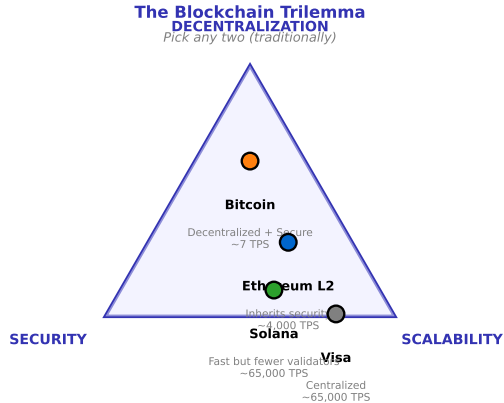 The Blockchain Trilemma
DECENTRALIZATION
Pick any two (traditionally)
Bitcoin
Decentralized + Secure
~7 TPS
Ethereum L2
Inherits security
~4,000 TPS
SECURITY
SCALABILITY
Solana
Fast but fewer validators
~65,000 TPS
Visa
Centralized
~65,000 TPS